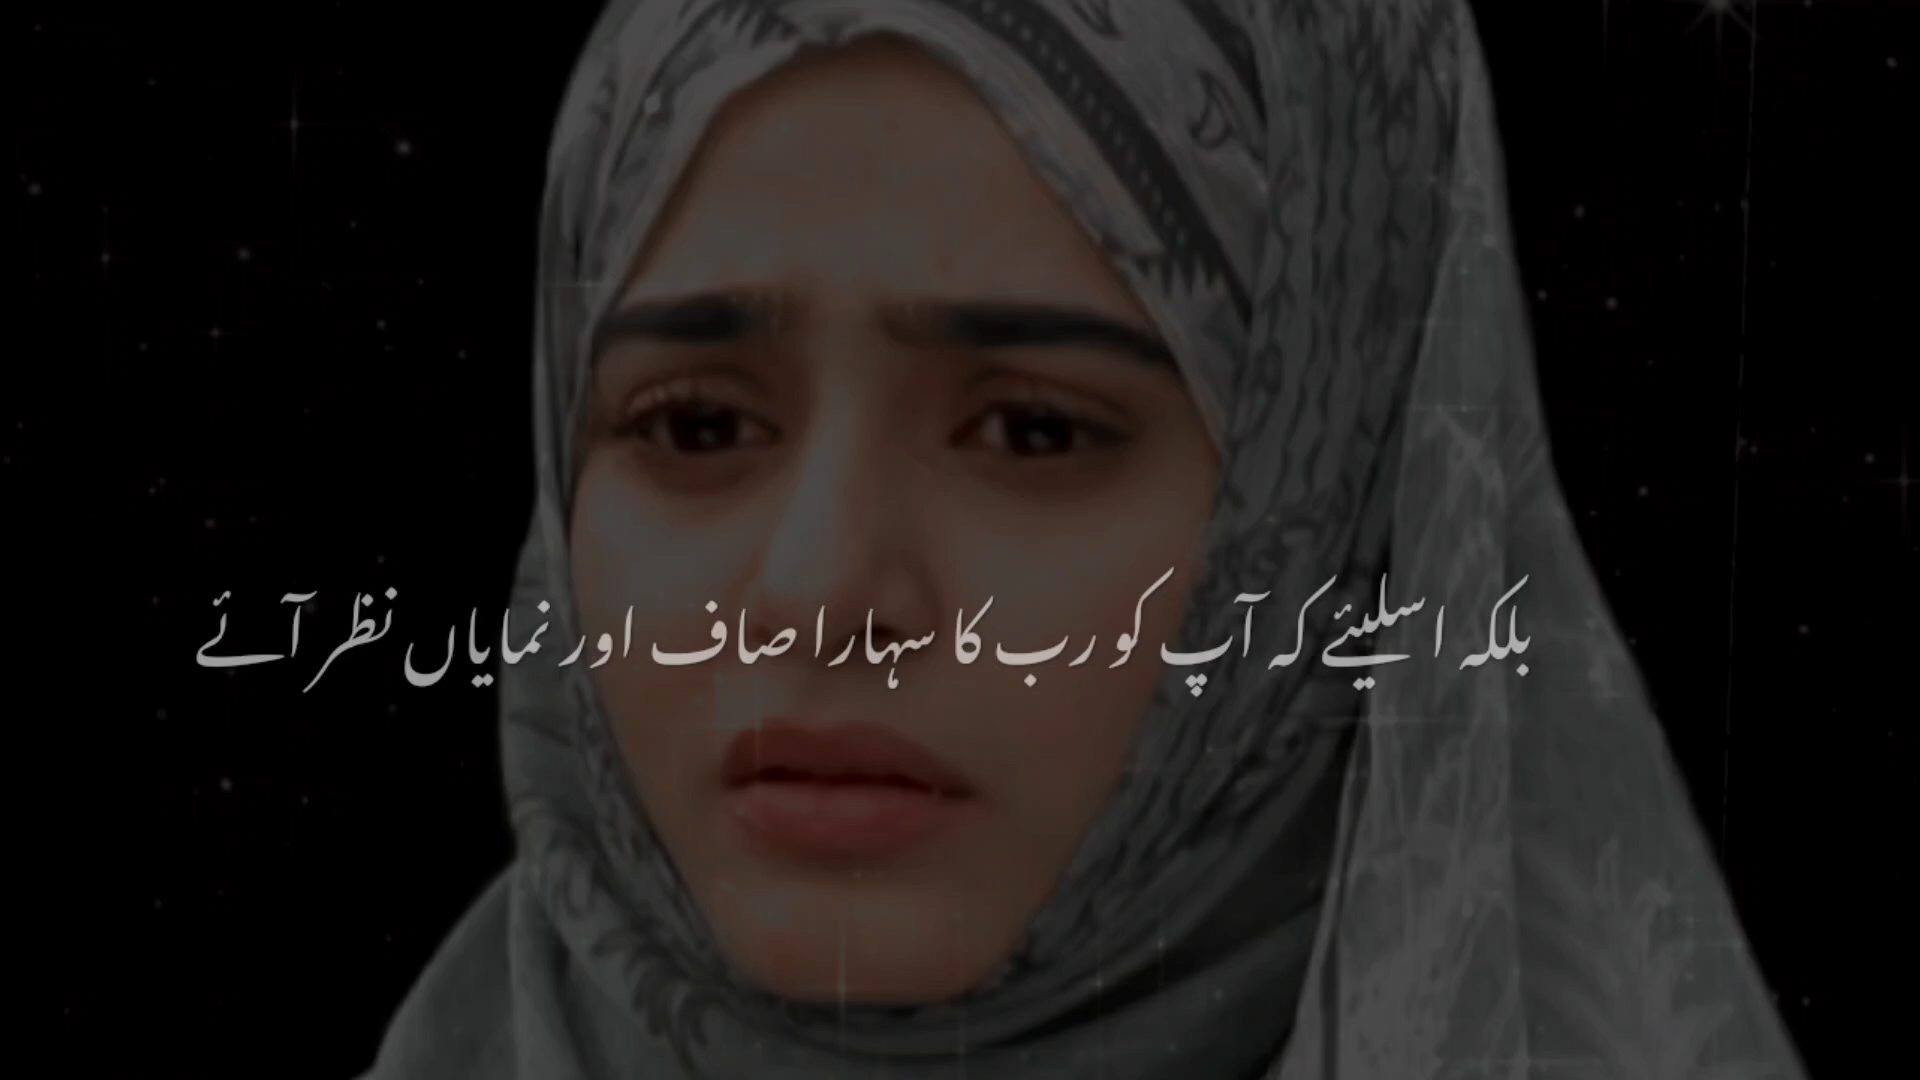 بلکہ اسلیئے کہ آپ کو رب کا سہارا صاف اور نمایاں نظر آئے